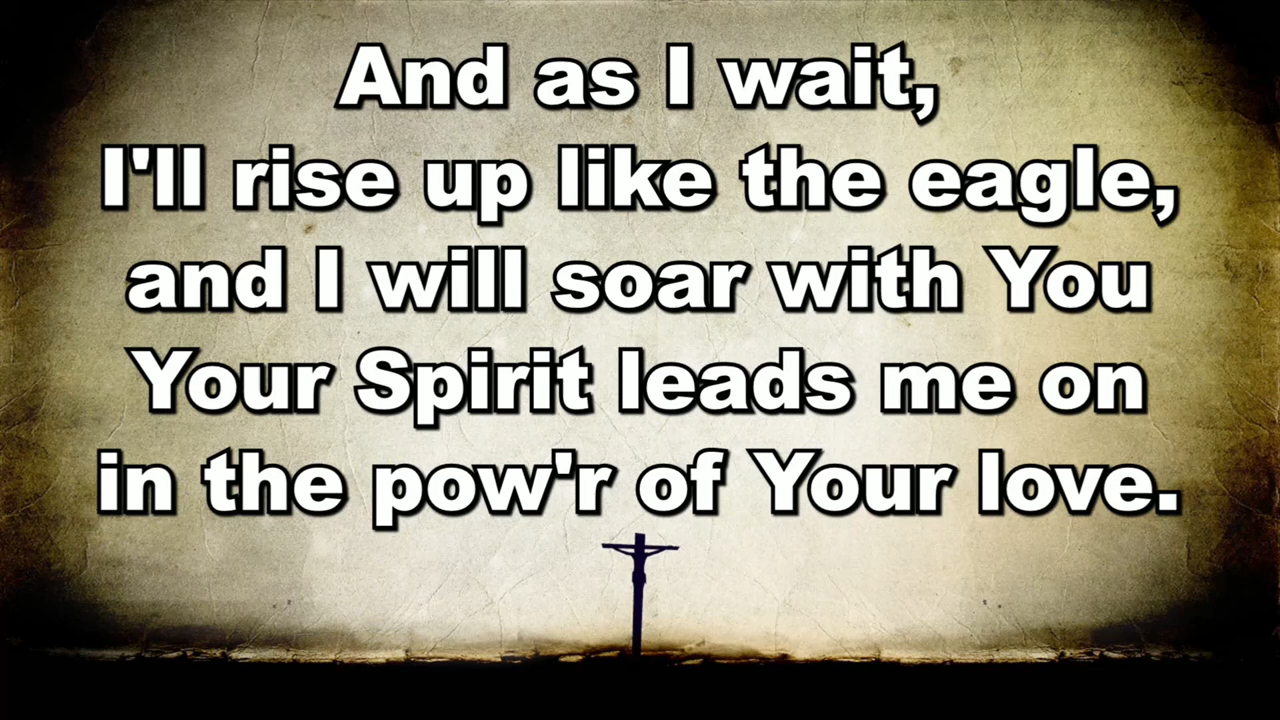 And as I wait,
I'll rise up like the eagle,
and I will soar with You
Your Spirit leads me on
in the pow'r of Your love.